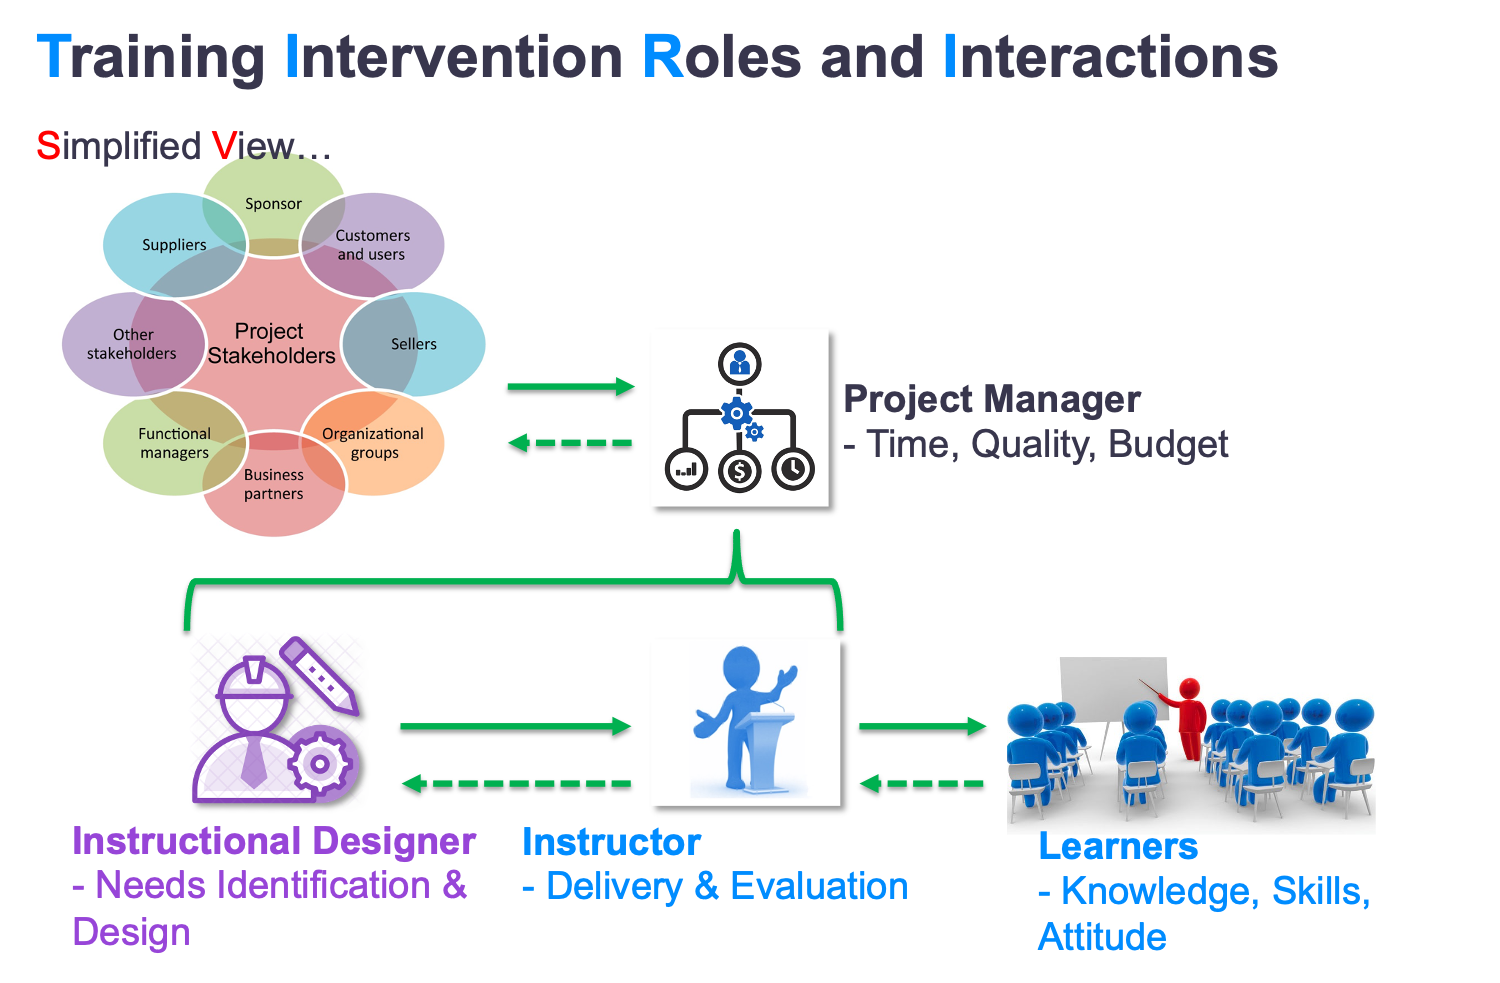 Training Intervention Roles and Interactions
Simplified View…
Sponsor
Suppliers
Customers
and users
Other
stakeholders
Project
Stakeholders
Sellers
Functional
managers
Organizational
groups
Business
partners
Project Manager
- Time, Quality, Budget
$
Instructional Designer
- Needs Identification &
Design
Instructor
- Delivery & Evaluation
Learners
- Knowledge, Skills,
Attitude